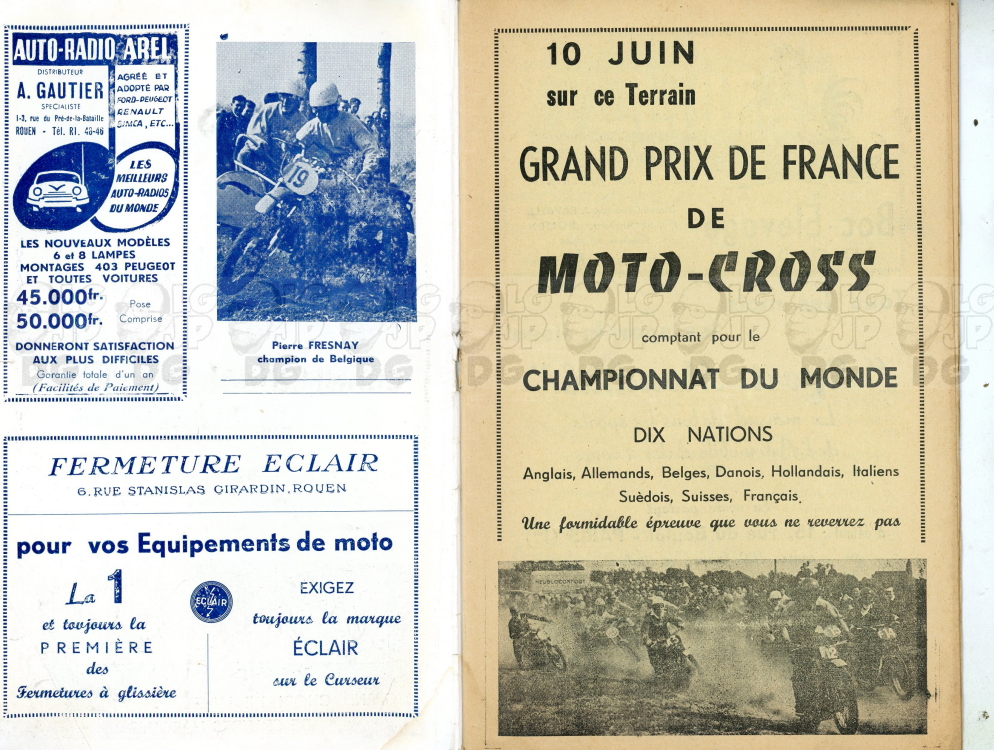 AUTO-RADIO AREL
DISTRIBUTEUR
A. GAUTIER
SPÉCIALISTE
1-3, rue du Pré-de-la-Bataille
ROUEN - Tél. R1. 48-46
AGRÉÉ ET
ADOPTÉ PAR
FORD-PEUGEOT
RENAULT
SIMCA, ETC...
LES
MEILLEURS
AUTO-RADIOS
DU MONDE
LES NOUVEAUX MODÈLES
6 et 8 LAMPES
MONTAGES 403 PEUGEOT
ET TOUTES VOITURES
45.000fr. Pose
50.000fr. Comprise
DONNERONT SATISFACTION
AUX PLUS DIFFICILES
Garantie totale d'un an
(Facilités de Paiement)
19
Pierre FRESNAY
champion de Belgique
FERMETURE ECLAIR
6, RUE STANISLAS GIRARDIN, ROUEN
pour vos Equipements de moto
La 1
et toujours la
PREMIÈRE
des
Fermetures à glissière
ECLAIR
EXIGEZ
toujours la marque
ÉCLAIR
sur le Curseur
10 JUIN
sur ce Terrain
GRAND PRIX DE FRANCE
DE
MOTO-CROSS
comptant pour le
CHAMPIONNAT DU MONDE
DIX NATIONS
Anglais, Allemands, Belges, Danois, Hollandais, Italiens
Suèdois, Suisses, Français.
Une formidable épreuve que vous ne reverrez pas
LGJP
DG